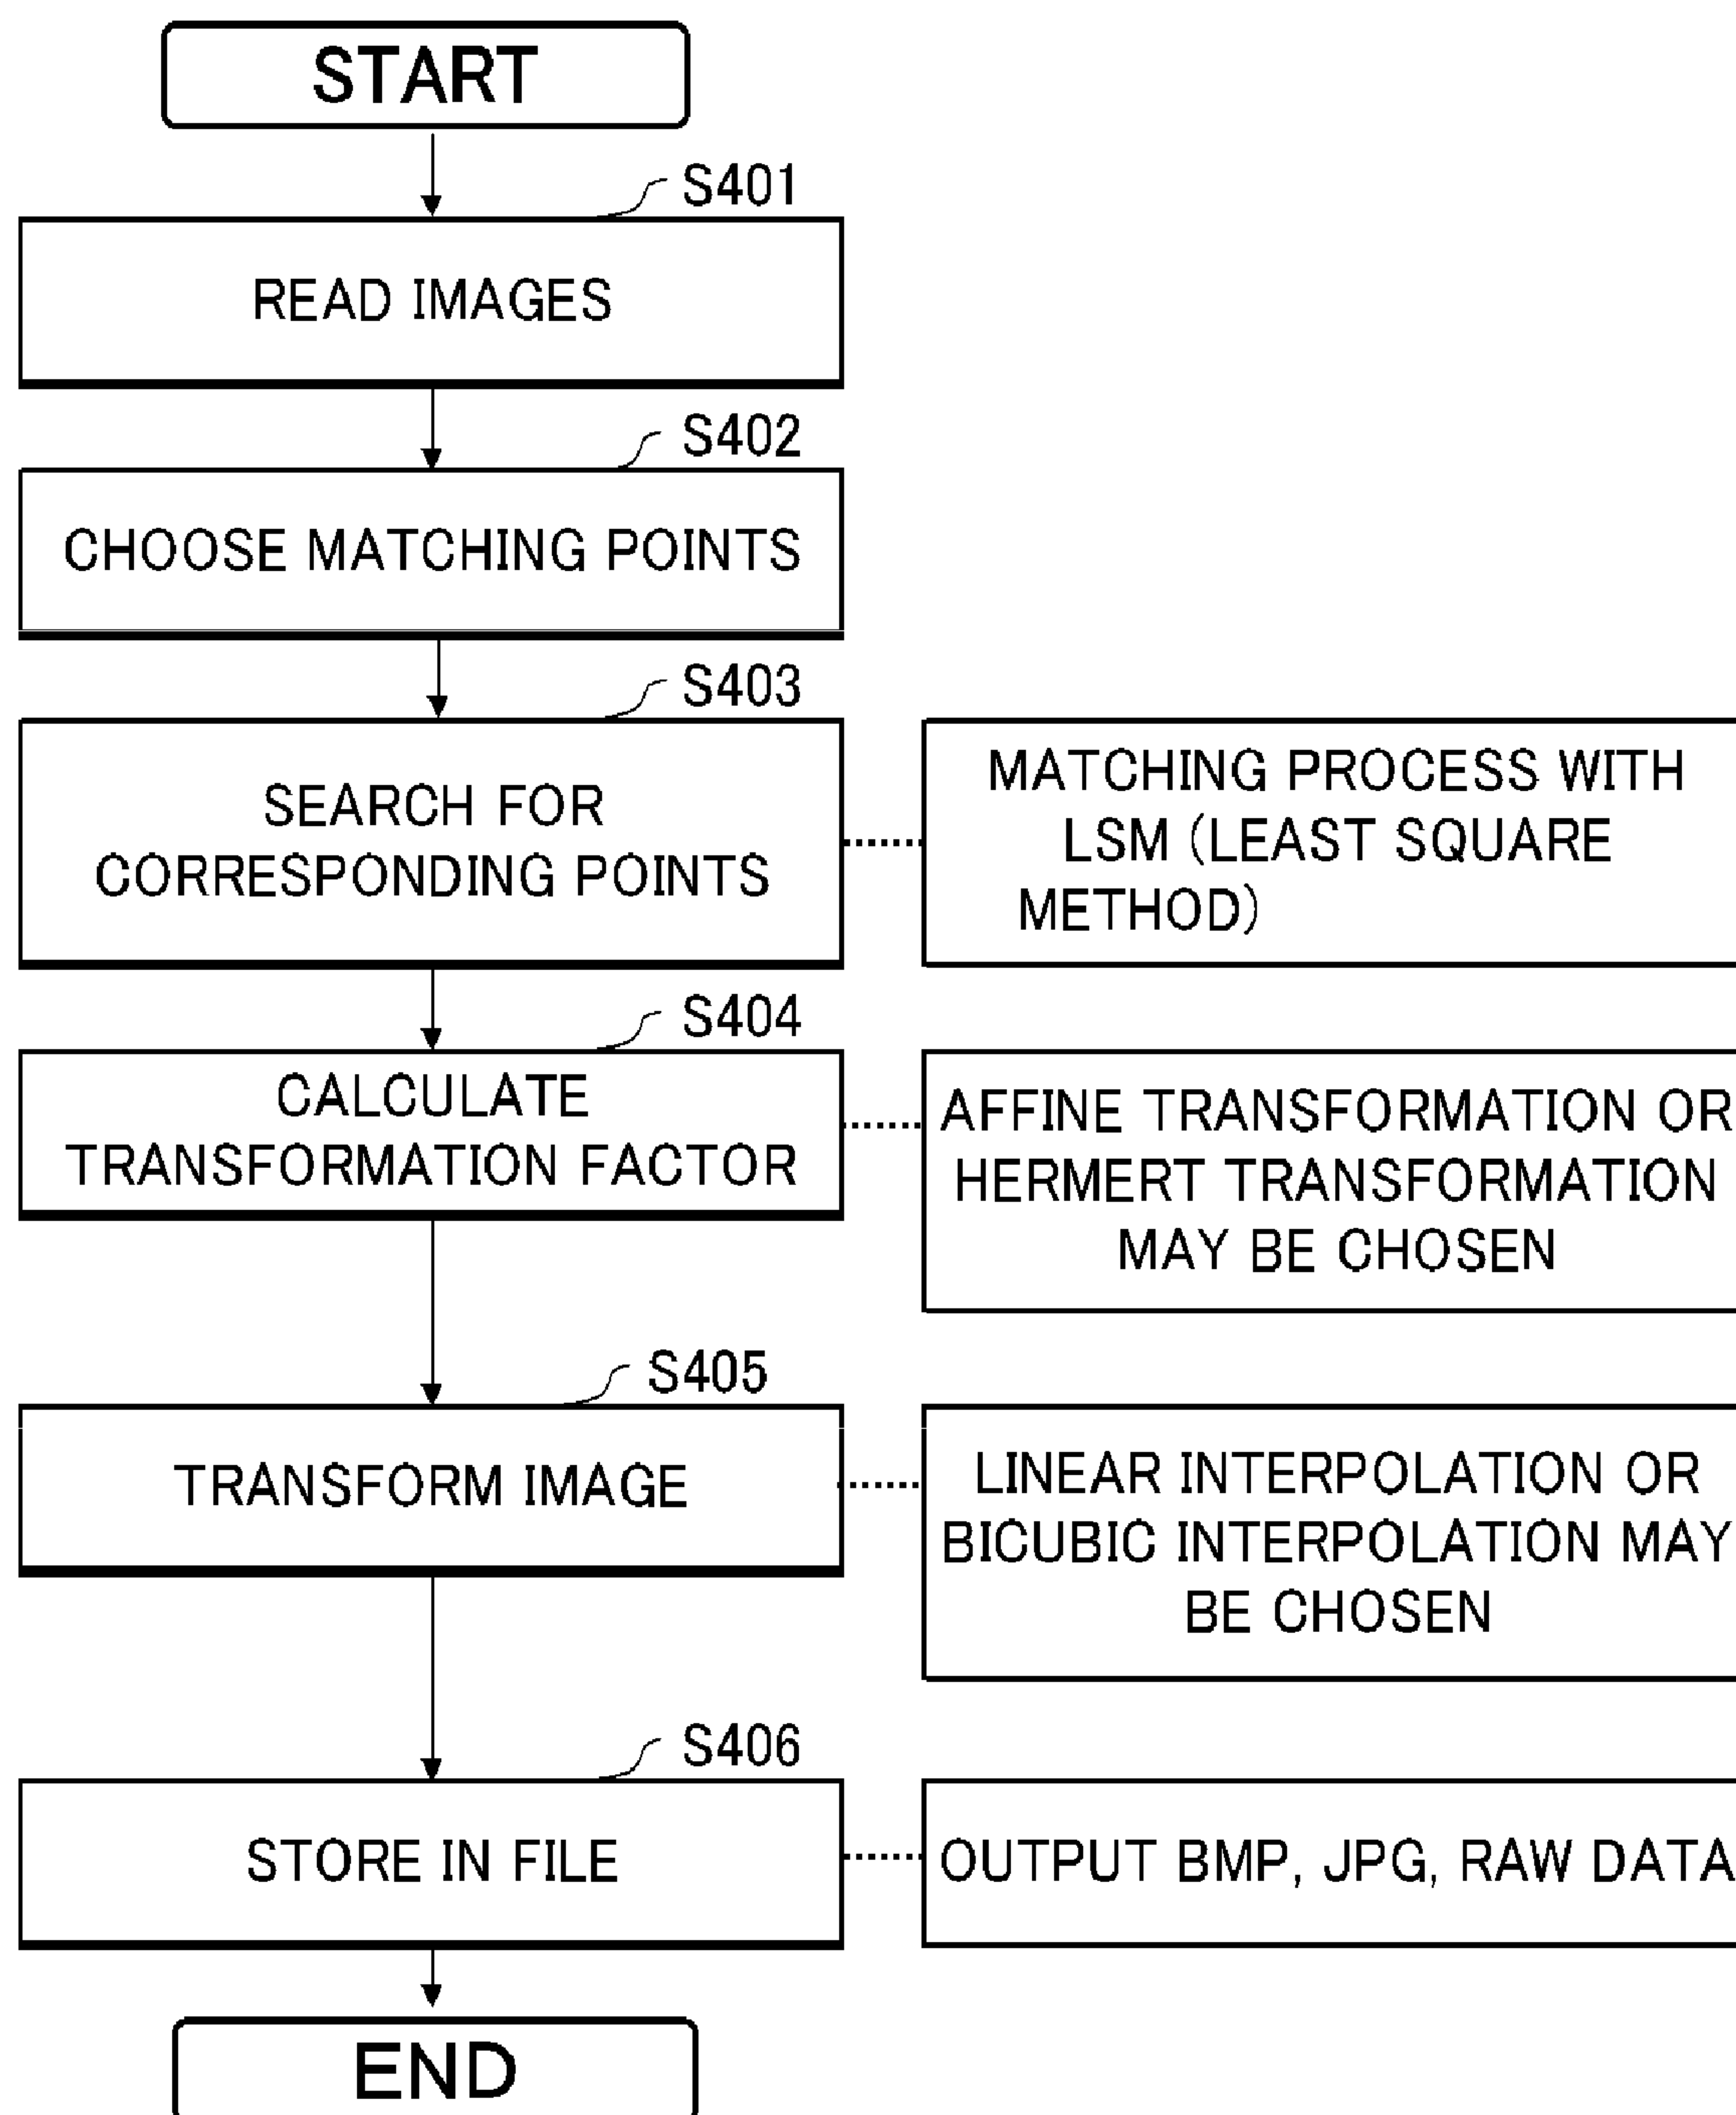 START
S401
READ IMAGES
S402
CHOOSE MATCHING POINTS
S403
SEARCH FOR
CORRESPONDING POINTS
MATCHING PROCESS WITH
LSM (LEAST SQUARE
METHOD)
S404
CALCULATE
TRANSFORMATION FACTOR
AFFINE TRANSFORMATION OR
HERMERT TRANSFORMATION
MAY BE CHOSEN
S405
TRANSFORM IMAGE
LINEAR INTERPOLATION OR
BICUBIC INTERPOLATION MAY
BE CHOSEN
S406
STORE IN FILE
OUTPUT BMP, JPG, RAW DATA
END